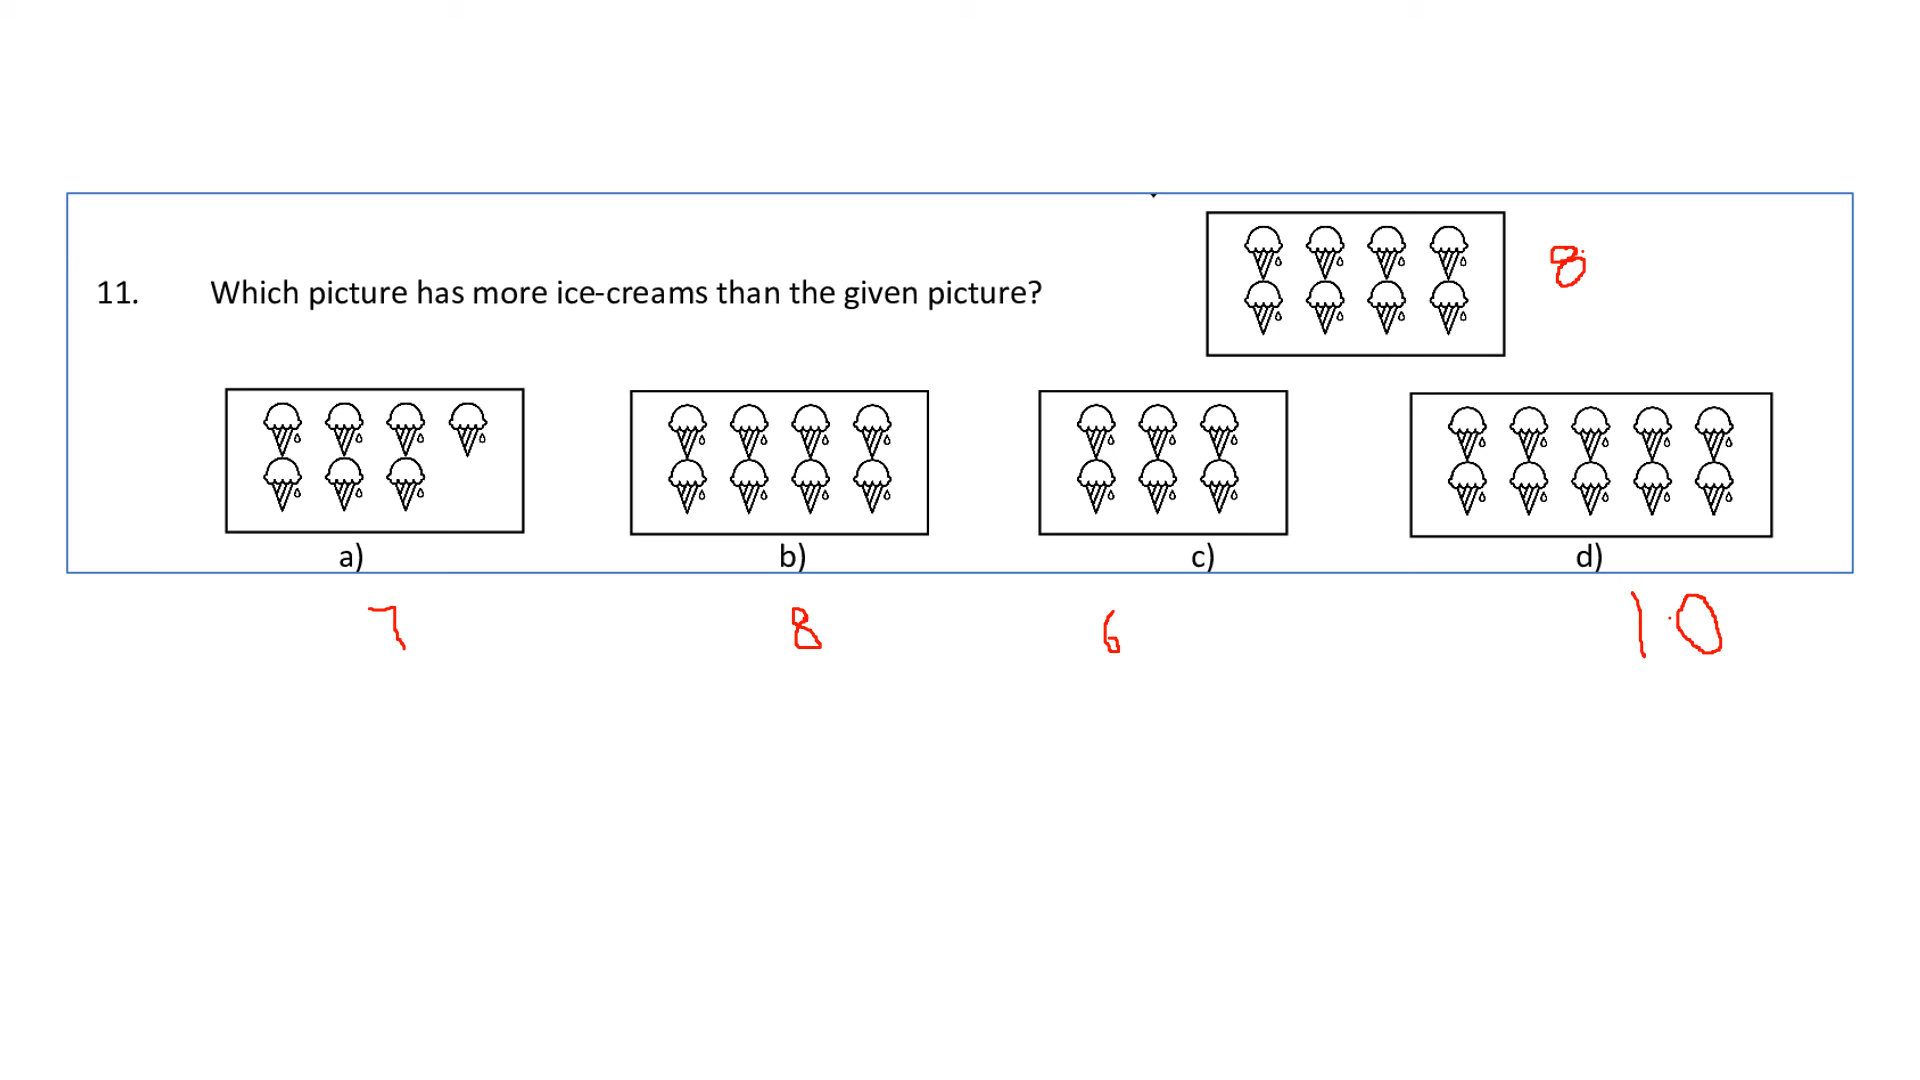 11. Which picture has more ice-creams than the given picture? 8
a) b) c) d)
7 8 6 10